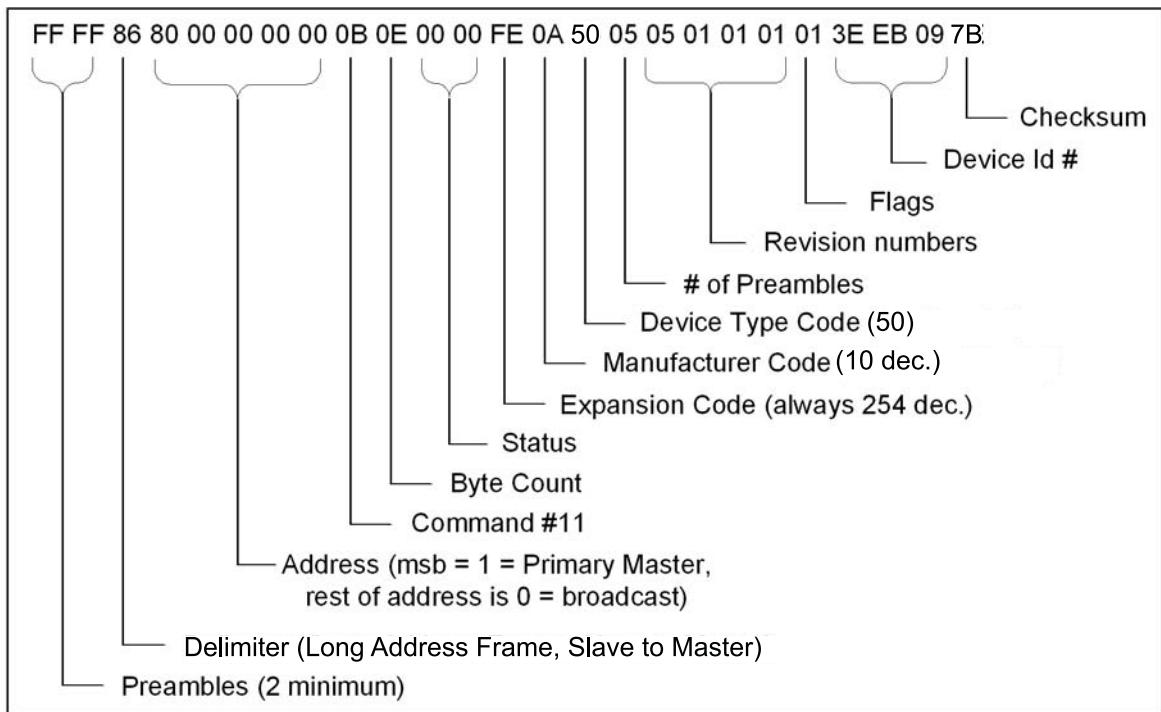 FF FF 86 80 00 00 00 00 0B 0E 00 00 FE 0A 50 05 05 01 01 01 01 3E EB 09 7B
Checksum
Device Id #
Flags
Revision numbers
# of Preambles
Device Type Code (50)
Manufacturer Code (10 dec.)
Expansion Code (always 254 dec.)
Status
Byte Count
Command #11
Address (msb = 1 = Primary Master,
rest of address is 0 = broadcast)
Delimiter (Long Address Frame, Slave to Master)
Preambles (2 minimum)